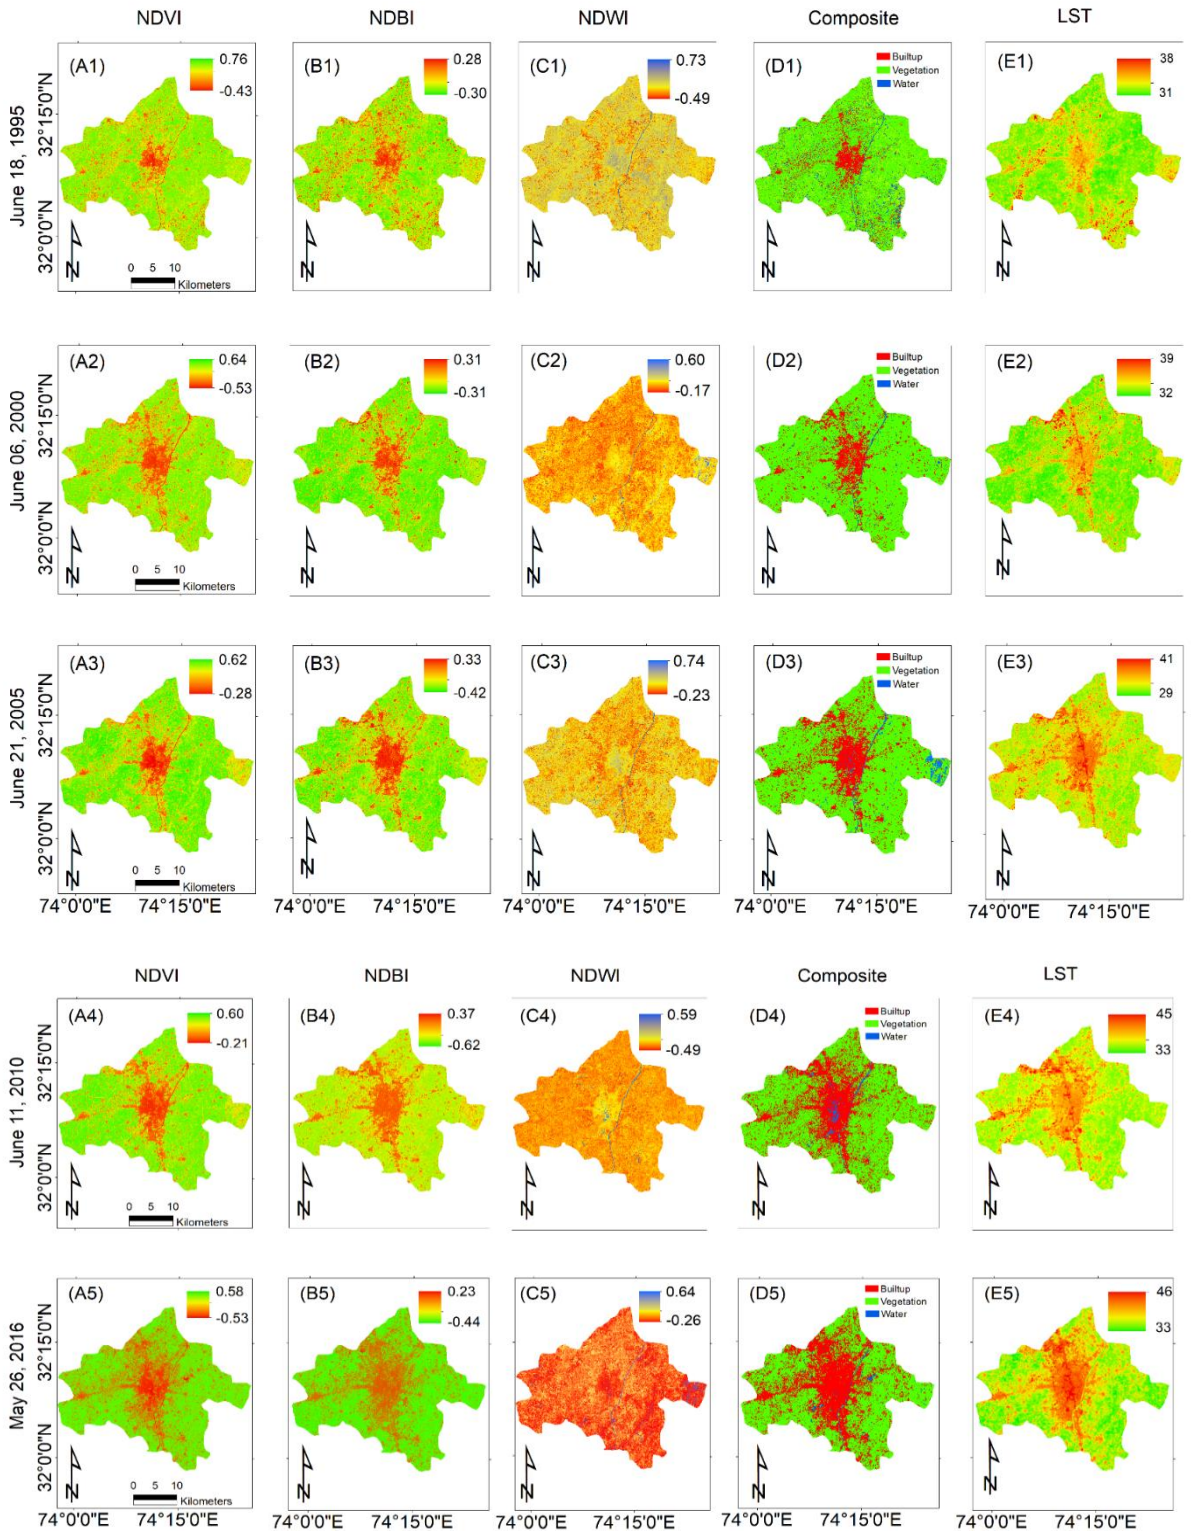 NDVI NDBI NDWI Composite LST
June 18, 1995
32°15'0"N
32°0'0"N
(A1) 0.76 -0.43
N
0 5 10
Kilometers
(B1) 0.28 -0.30
N
(C1) 0.73 -0.49
N
(D1) Builtup
Vegetation
Water
N
(E1) 38 31
N
June 06, 2000
32°15'0"N
32°0'0"N
(A2) 0.64 -0.53
N
0 5 10
Kilometers
(B2) 0.31 -0.31
N
(C2) 0.60 -0.17
N
(D2) Builtup
Vegetation
Water
N
(E2) 39 32
N
June 21, 2005
32°15'0"N
32°0'0"N
(A3) 0.62 -0.28
N
0 5 10
Kilometers
(B3) 0.33 -0.42
N
(C3) 0.74 -0.23
N
(D3) Builtup
Vegetation
Water
N
(E3) 41 29
N
74°0'0"E 74°15'0"E 74°0'0"E 74°15'0"E 74°0'0"E 74°15'0"E 74°0'0"E 74°15'0"E 74°0'0"E 74°15'0"E
NDVI NDBI NDWI Composite LST
June 11, 2010
32°15'0"N
32°0'0"N
(A4) 0.60 -0.21
N
0 5 10
Kilometers
(B4) 0.37 -0.62
N
(C4) 0.59 -0.49
N
(D4) Builtup
Vegetation
Water
N
(E4) 45 33
N
May 26, 2016
32°15'0"N
32°0'0"N
(A5) 0.58 -0.53
N
0 5 10
Kilometers
(B5) 0.23 -0.44
N
(C5) 0.64 -0.26
N
(D5) Builtup
Vegetation
Water
N
(E5) 46 33
N
74°0'0"E 74°15'0"E 74°0'0"E 74°15'0"E 74°0'0"E 74°15'0"E 74°0'0"E 74°15'0"E 74°0'0"E 74°15'0"E